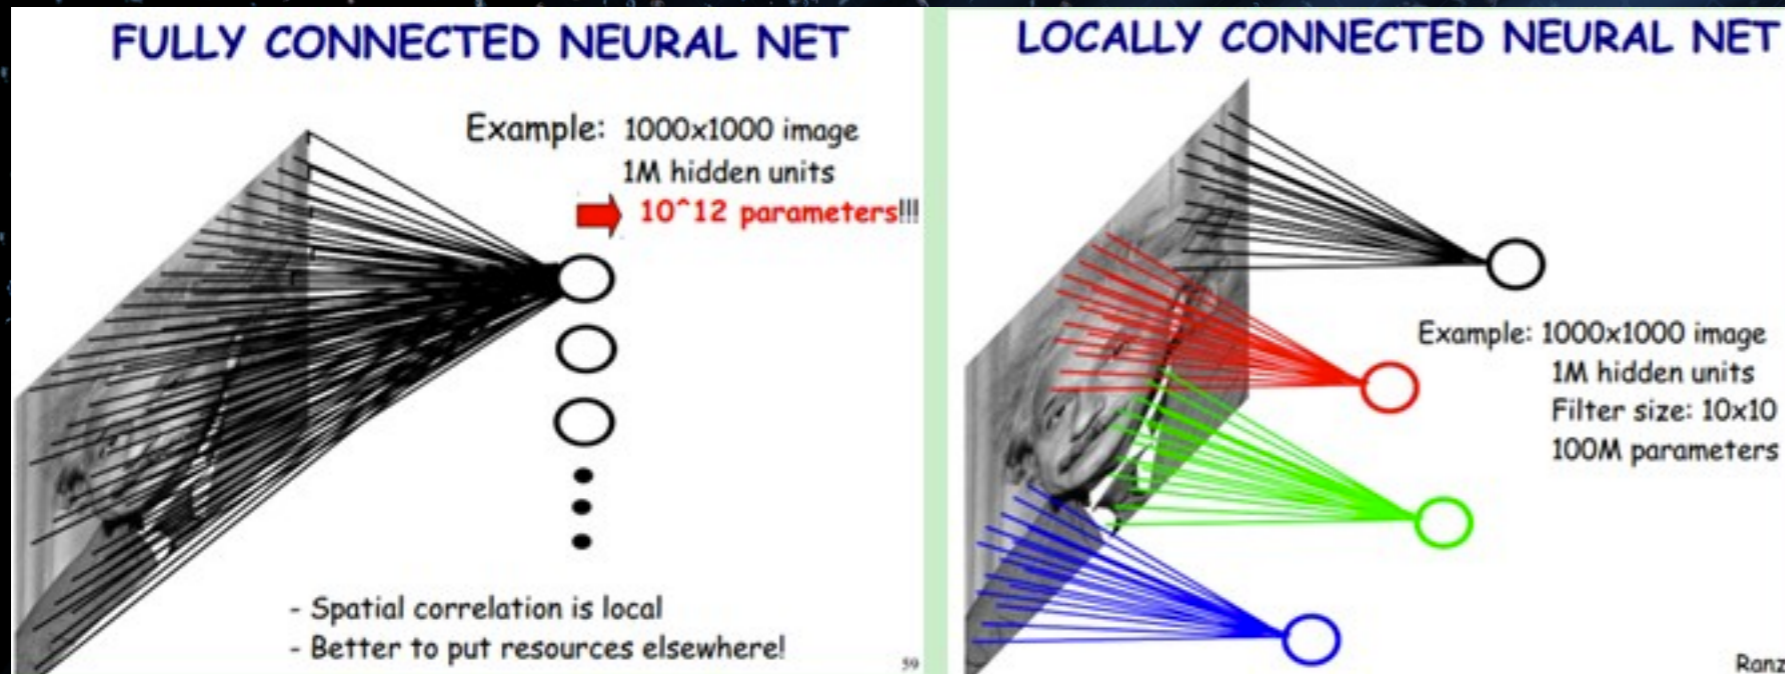 FULLY CONNECTED NEURAL NET
Example: 1000x1000 image
1M hidden units
10^12 parameters!!!
- Spatial correlation is local
- Better to put resources elsewhere!
59
LOCALLY CONNECTED NEURAL NET
Example: 1000x1000 image
1M hidden units
Filter size: 10x10
100M parameters
Ranz